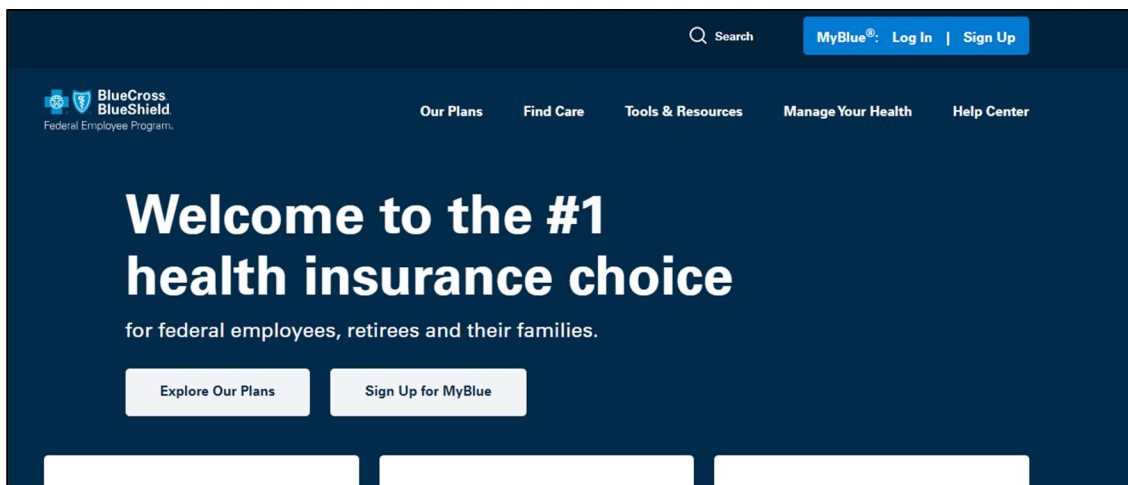 Search
MyBlue®: Log In | Sign Up
BlueCross
BlueShield.
Federal Employee Program.
Our Plans Find Care Tools & Resources Manage Your Health Help Center
Welcome to the #1
health insurance choice
for federal employees, retirees and their families.
Explore Our Plans Sign Up for MyBlue